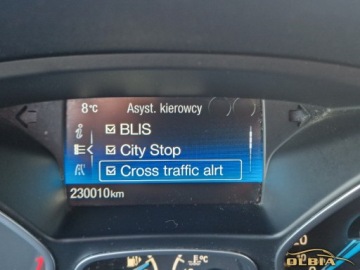 8°C Asyst. kierowcy
BLIS
City Stop
Cross traffic alrt
230010km
OLBIA